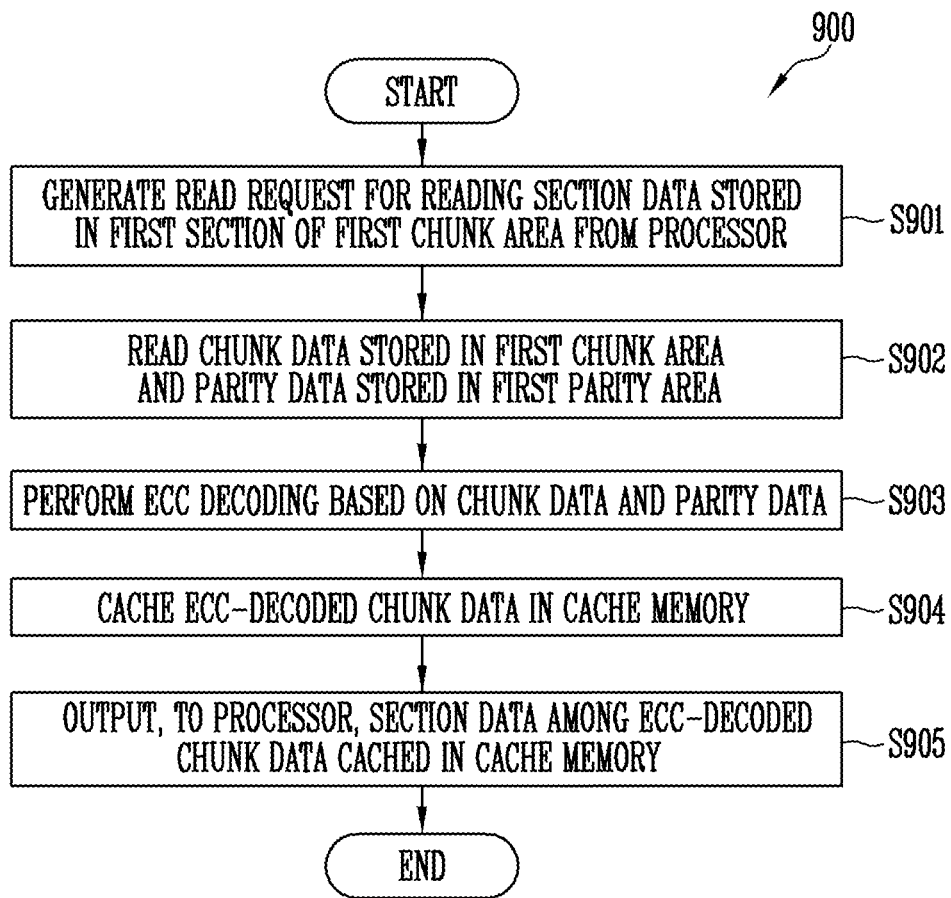 900
START
GENERATE READ REQUEST FOR READING SECTION DATA STORED
IN FIRST SECTION OF FIRST CHUNK AREA FROM PROCESSOR
S901
READ CHUNK DATA STORED IN FIRST CHUNK AREA
AND PARITY DATA STORED IN FIRST PARITY AREA
S902
PERFORM ECC DECODING BASED ON CHUNK DATA AND PARITY DATA
S903
CACHE ECC-DECODED CHUNK DATA IN CACHE MEMORY
S904
OUTPUT, TO PROCESSOR, SECTION DATA AMONG ECC-DECODED
CHUNK DATA CACHED IN CACHE MEMORY
S905
END